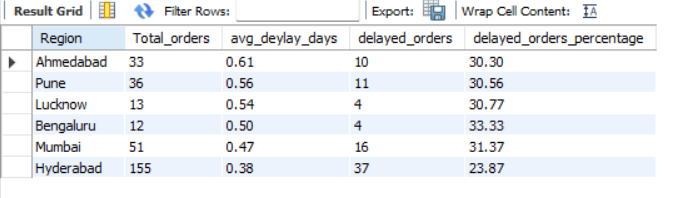 Result Grid Filter Rows: Export: Wrap Cell Content: IA
Region Total_orders avg_deylay_days delayed_orders delayed_orders_percentage
Ahmedabad 33 0.61 10 30.30
Pune 36 0.56 11 30.56
Lucknow 13 0.54 4 30.77
Bengaluru 12 0.50 4 33.33
Mumbai 51 0.47 16 31.37
Hyderabad 155 0.38 37 23.87